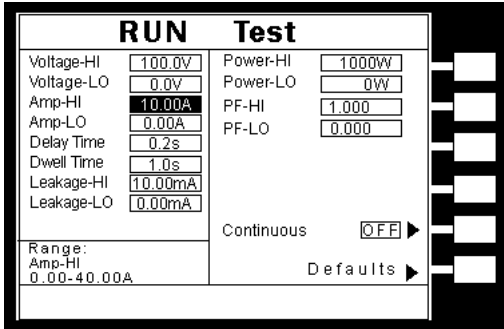 RUN Test
Voltage-HI 100.0V
Voltage-LO 0.0V
Amp-HI 10.00A
Amp-LO 0.00A
Delay Time 0.2s
Dwell Time 1.0s
Leakage-HI 10.00mA
Leakage-LO 0.00mA
Range:
Amp-HI
0.00-40.00A
Power-HI 1000W
Power-LO 0W
PF-HI 1.000
PF-LO 0.000
Continuous OFF
Defaults